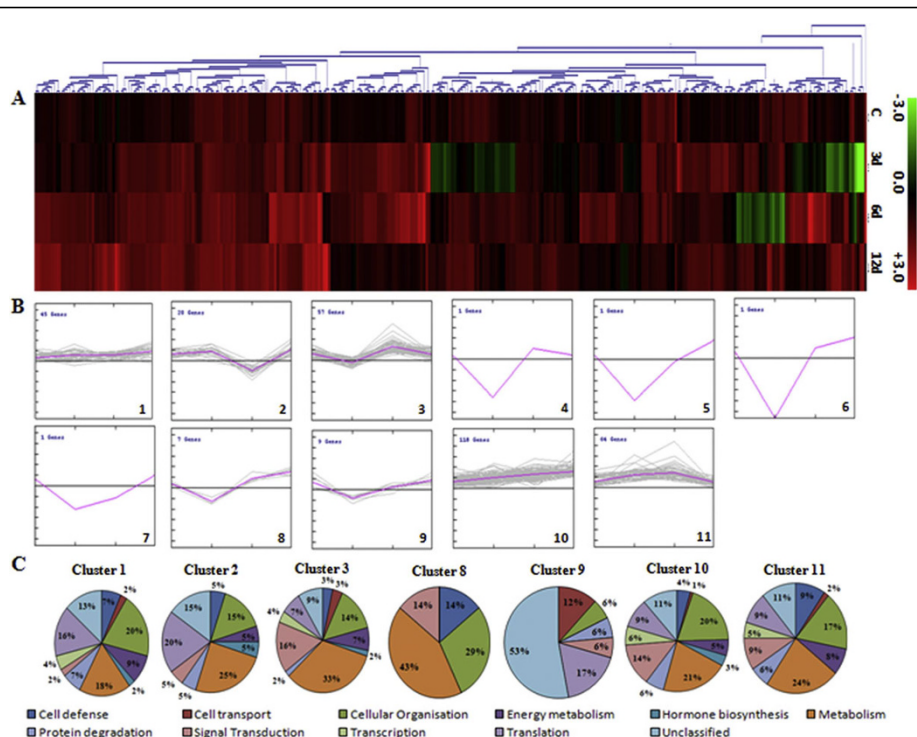 A
C
3d
6d
12d
-3.0
0.0
+3.0
B
45 Genes
1
20 Genes
2
57 Genes
3
1 Genes
4
1 Genes
5
1 Genes
6
1 Genes
7
7 Genes
8
9 Genes
9
118 Genes
10
11
C
Cluster 1
Cluster 2
Cluster 3
Cluster 8
Cluster 9
Cluster 10
Cluster 11
7% 2% 20% 9% 2% 18% 7% 2% 4% 16% 13%
5% 15% 5% 5% 25% 5% 5% 20% 15%
3% 3% 14% 7% 2% 33% 2% 16% 4% 7% 9%
14% 29% 43% 14%
12% 6% 6% 6% 17% 53%
4% 1% 20% 5% 3% 21% 6% 14% 6% 9% 11%
9% 2% 17% 8% 24% 6% 9% 5% 9% 11%
Cell defense Cell transport Cellular Organisation Energy metabolism Hormone biosynthesis Metabolism
Protein degradation Signal Transduction Transcription Translation Unclassified